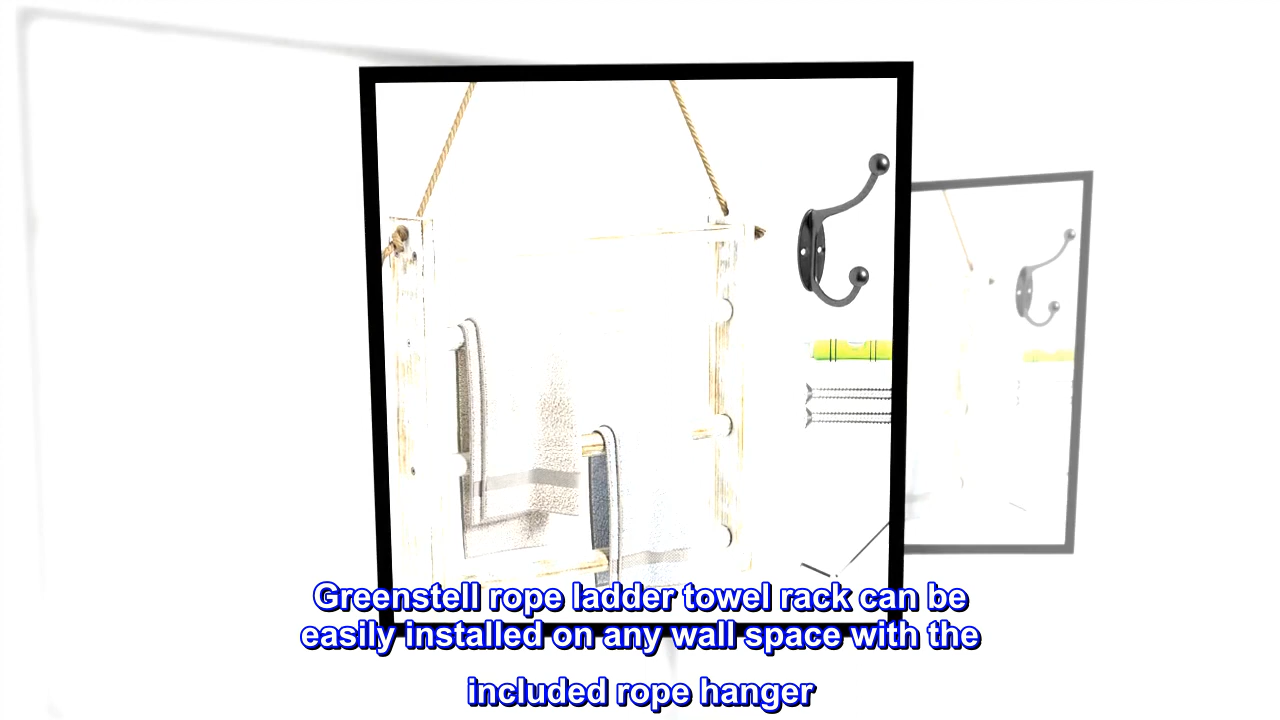 Greenstell rope ladder towel rack can be
easily installed on any wall space with the
included rope hanger